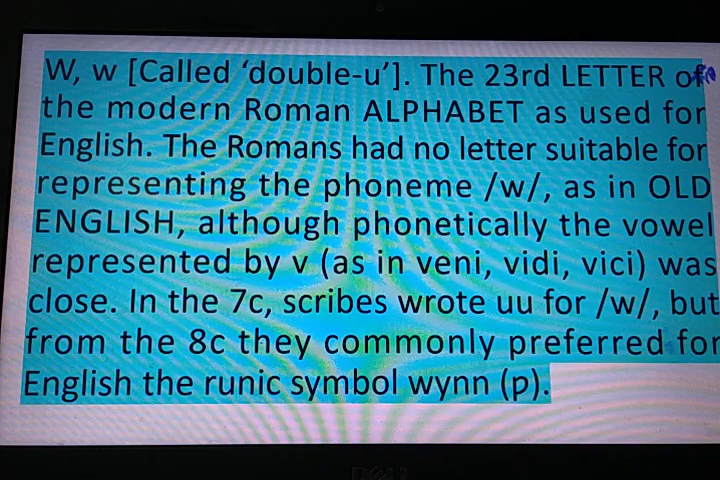 W, w [Called ‘double-u’]. The 23rd LETTER of
the modern Roman ALPHABET as used for
English. The Romans had no letter suitable for
representing the phoneme /w/, as in OLD
ENGLISH, although phonetically the vowel
represented by v (as in veni, vidi, vici) was
close. In the 7c, scribes wrote uu for /w/, but
from the 8c they commonly preferred for
English the runic symbol wynn (p).